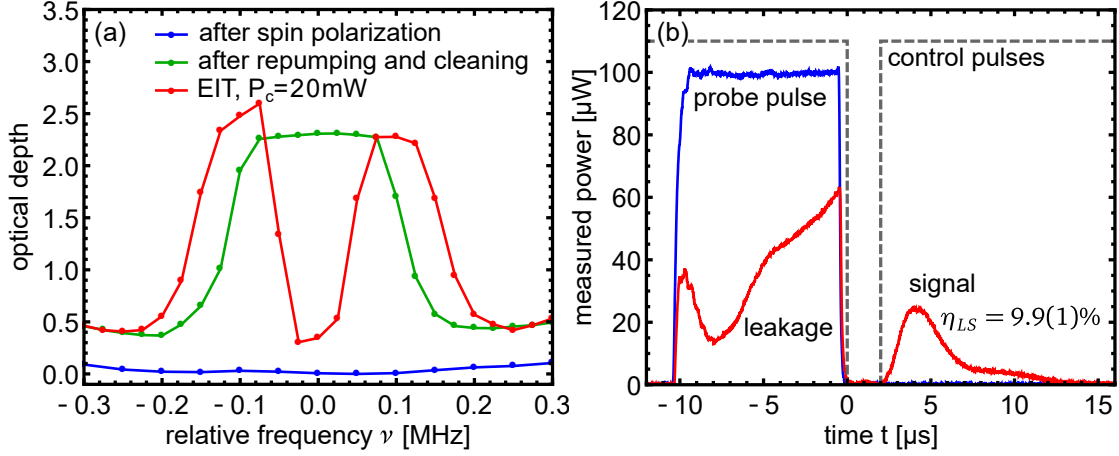 (a)
after spin polarization
after repumping and cleaning
EIT, P_c=20mW
3.5
3.0
2.5
2.0
1.5
1.0
0.5
0.0
optical depth
-0.3 -0.2 -0.1 0.0 0.1 0.2 0.3
relative frequency ν [MHz]
(b)
control pulses
probe pulse
leakage
signal
η_LS = 9.9(1)%
120
100
80
60
40
20
0
measured power [µW]
-10 -5 0 5 10 15
time t [µs]